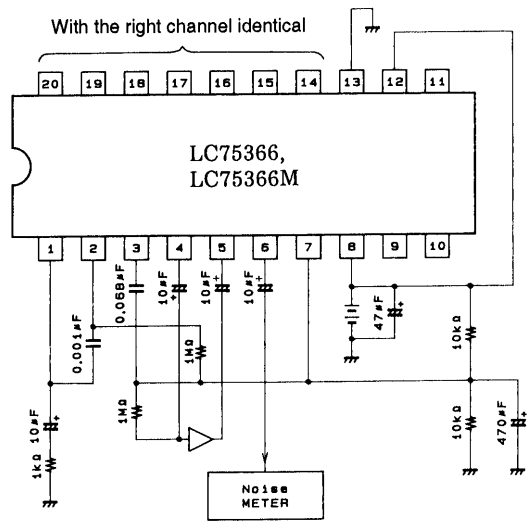 With the right channel identical
20 19 18 17 16 15 14 13 12 11
LC75366,
LC75366M
1 2 3 4 5 6 7 8 9 10
0.068µF
10µF
10µF
10µF
47µF
10kΩ
0.001µF
1MΩ
1MΩ
10µF
1kΩ
10kΩ
470µF
Noise
METER